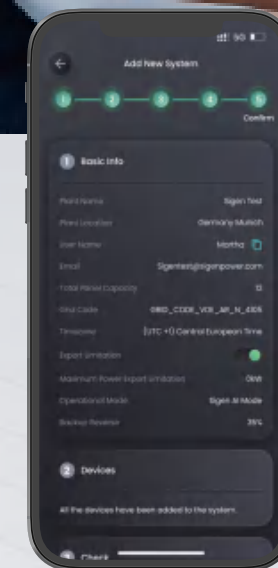 5G
Add New System
1 2 3 4 5
Confirm
1 Basic Info
Plant Name Sigen Test
Plant Location Germany Munich
User Name Martha
Email Sigentest@sigenpower.com
Total Panel Capacity
Grid Code
Timezone (UTC +1) Central European Time
Export Limitation
Maximum Power Export Limitation 0kW
Operational Mode Sigen AI Mode
Backup Reserve 35%
2 Devices
All the devices have been added to the system.
3 Check